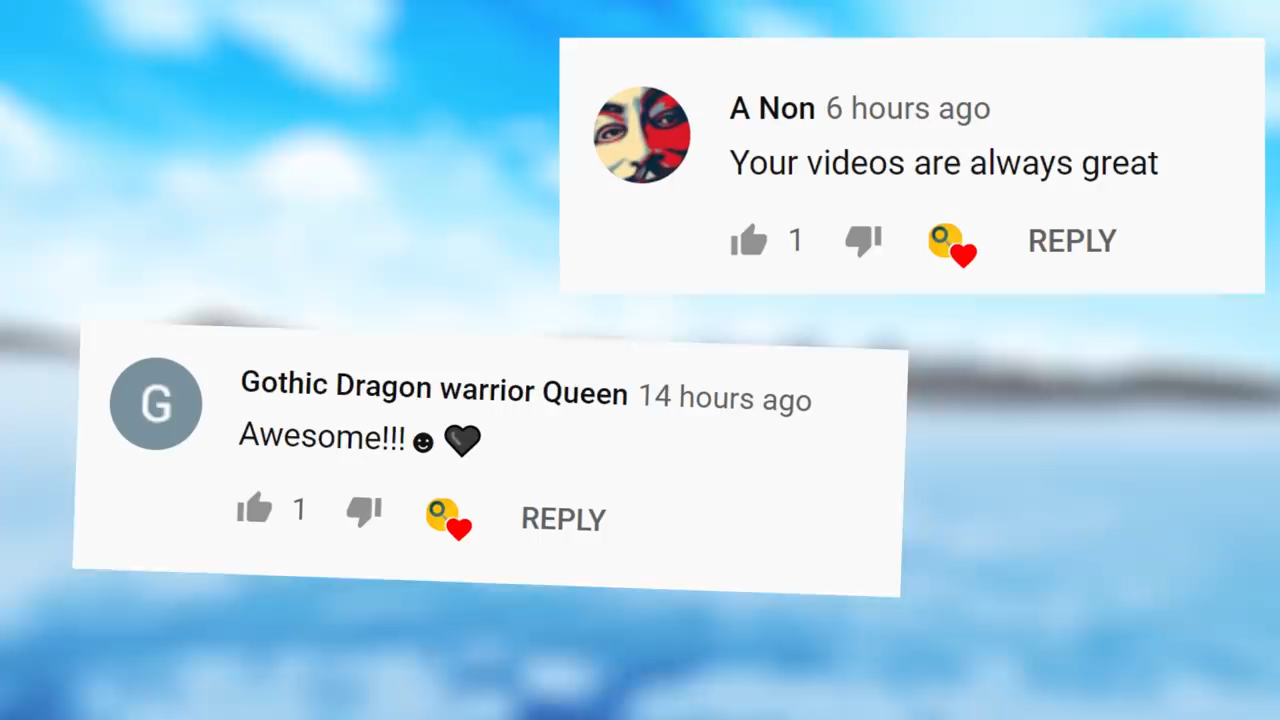 A Non 6 hours ago
Your videos are always great
1 REPLY
G
Gothic Dragon warrior Queen 14 hours ago
Awesome!!!☻🖤
1 REPLY